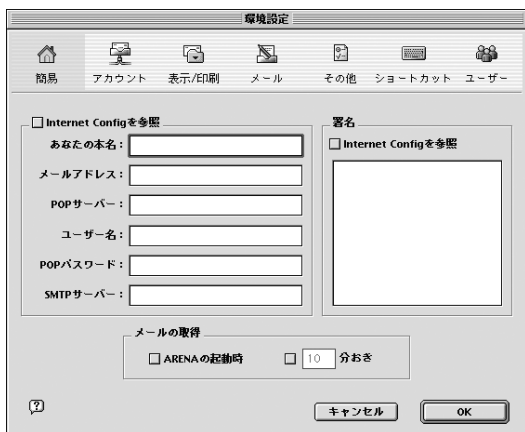 環境設定
簡易 アカウント 表示/印刷 メール その他 ショートカット ユーザー
Internet Configを参照
あなたの本名：
メールアドレス：
POPサーバー：
ユーザー名：
POPパスワード：
SMTPサーバー：
署名
Internet Configを参照
メールの取得
ARENAの起動時 10 分おき
? キャンセル OK